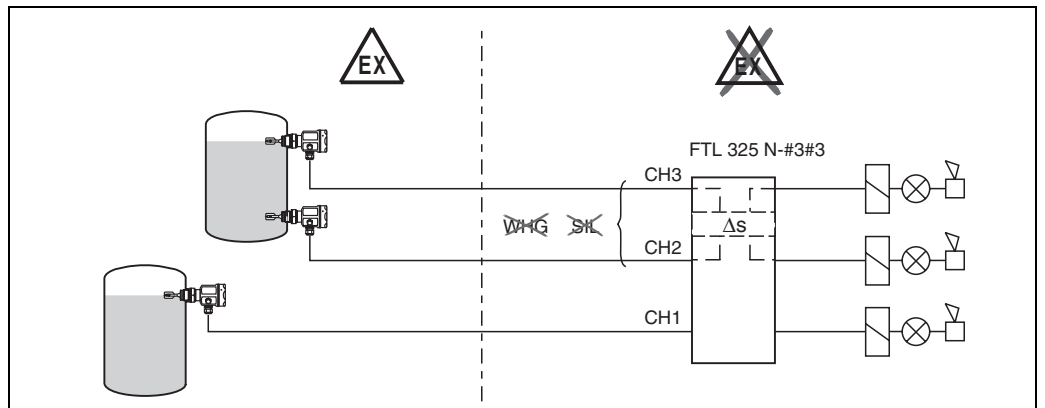 EX
EX
FTL 325 N-#3#3
CH3
WHG SIL
Δs
CH2
CH1